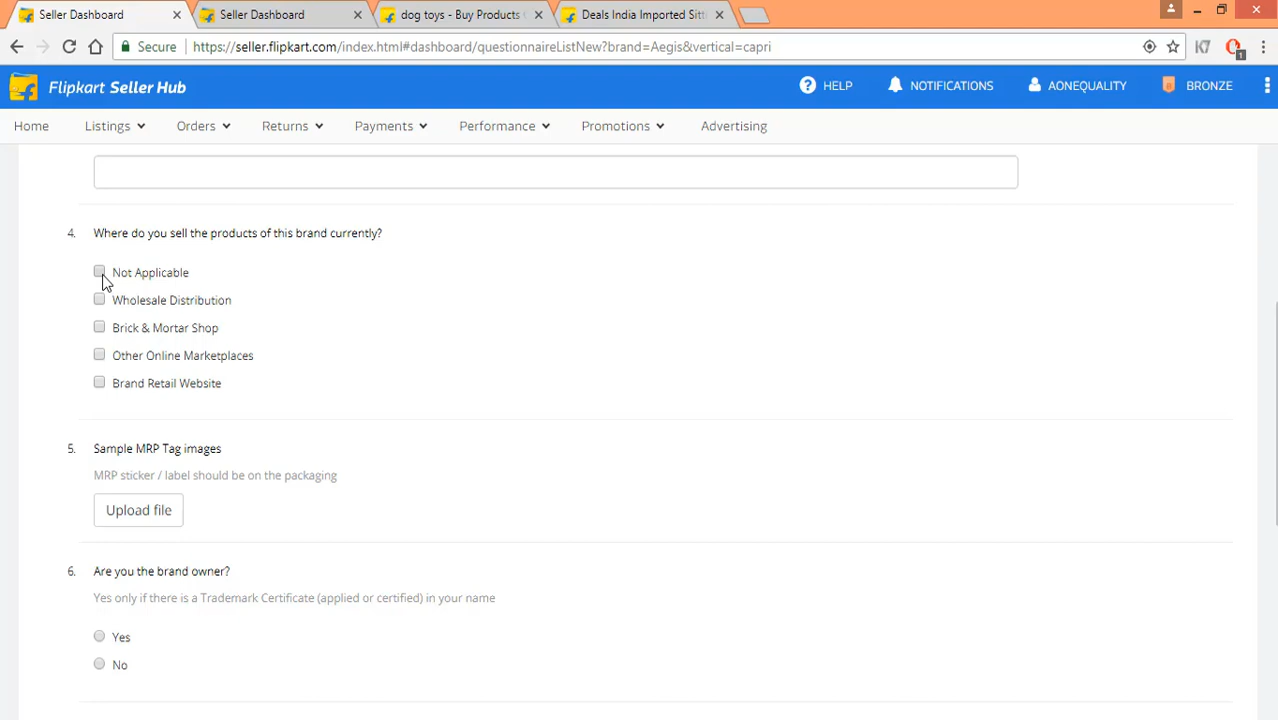 Seller Dashboard
Seller Dashboard
dog toys - Buy Products
Deals India Imported Sitt
Secure https://seller.flipkart.com/index.html#dashboard/questionnaireListNew?brand=Aegis&vertical=capri
K7
1
Flipkart Seller Hub
HELP
NOTIFICATIONS
AONEQUALITY
BRONZE
Home
Listings
Orders
Returns
Payments
Performance
Promotions
Advertising
4. Where do you sell the products of this brand currently?
Not Applicable
Wholesale Distribution
Brick & Mortar Shop
Other Online Marketplaces
Brand Retail Website
5. Sample MRP Tag images
MRP sticker / label should be on the packaging
Upload file
6. Are you the brand owner?
Yes only if there is a Trademark Certificate (applied or certified) in your name
Yes
No